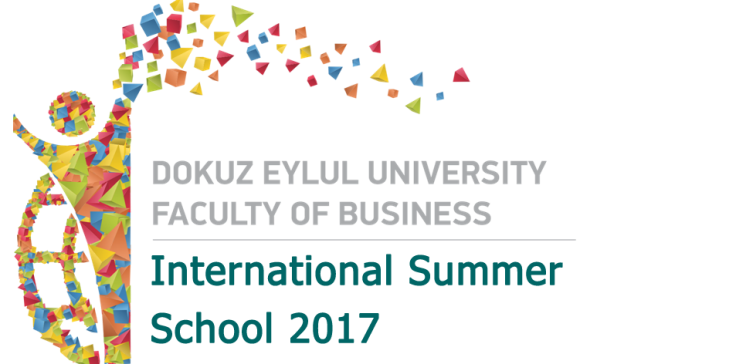 DOKUZ EYLUL UNIVERSITY
FACULTY OF BUSINESS
International Summer
School 2017